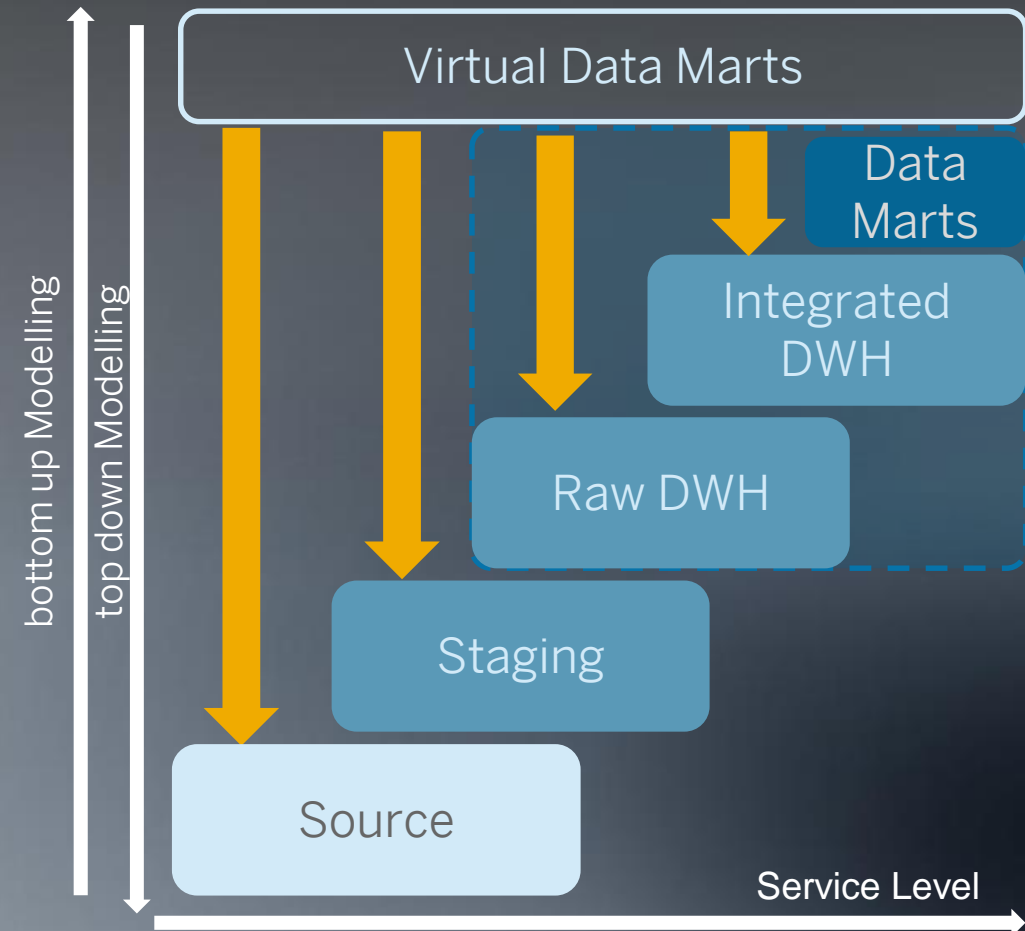 Virtual Data Marts
Data
Marts
Integrated
DWH
Raw DWH
Staging
Source
bottom up Modelling
top down Modelling
Service Level